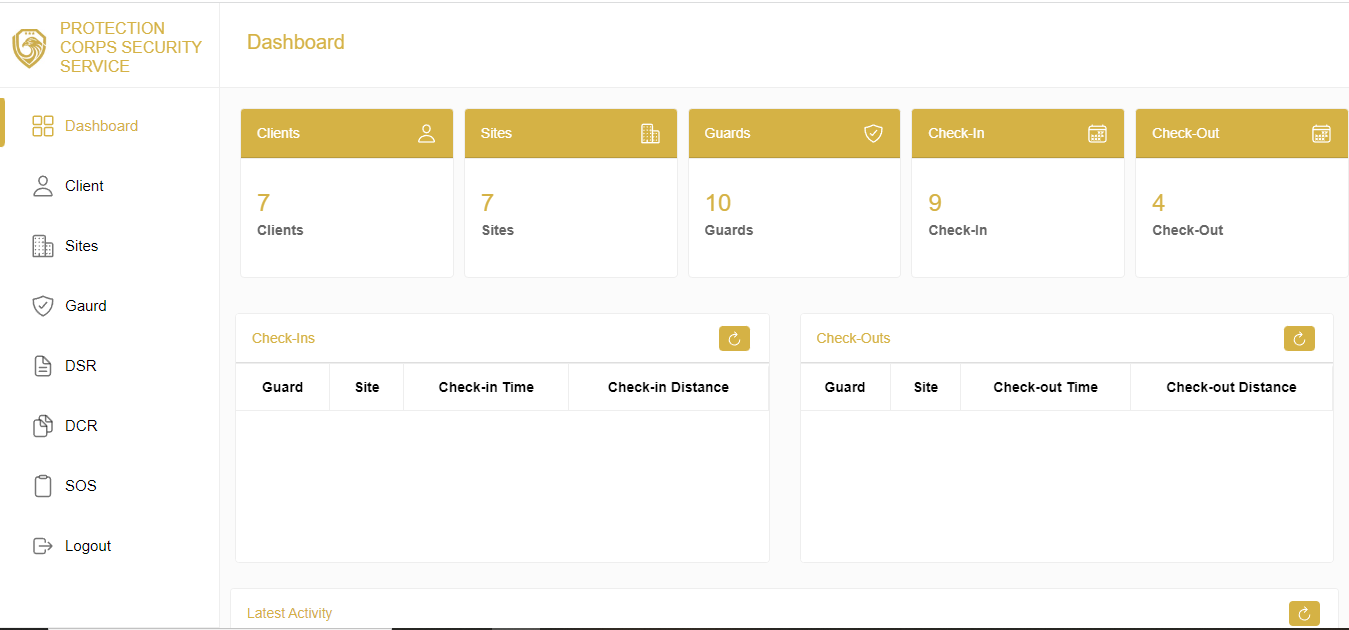 PROTECTION
CORPS SECURITY
SERVICE
Dashboard
Dashboard
Client
Sites
Gaurd
DSR
DCR
SOS
Logout
Clients
7
Clients
Sites
7
Sites
Guards
10
Guards
Check-In
9
Check-In
Check-Out
4
Check-Out
Check-Ins
Guard Site Check-in Time Check-in Distance
Check-Outs
Guard Site Check-out Time Check-out Distance
Latest Activity